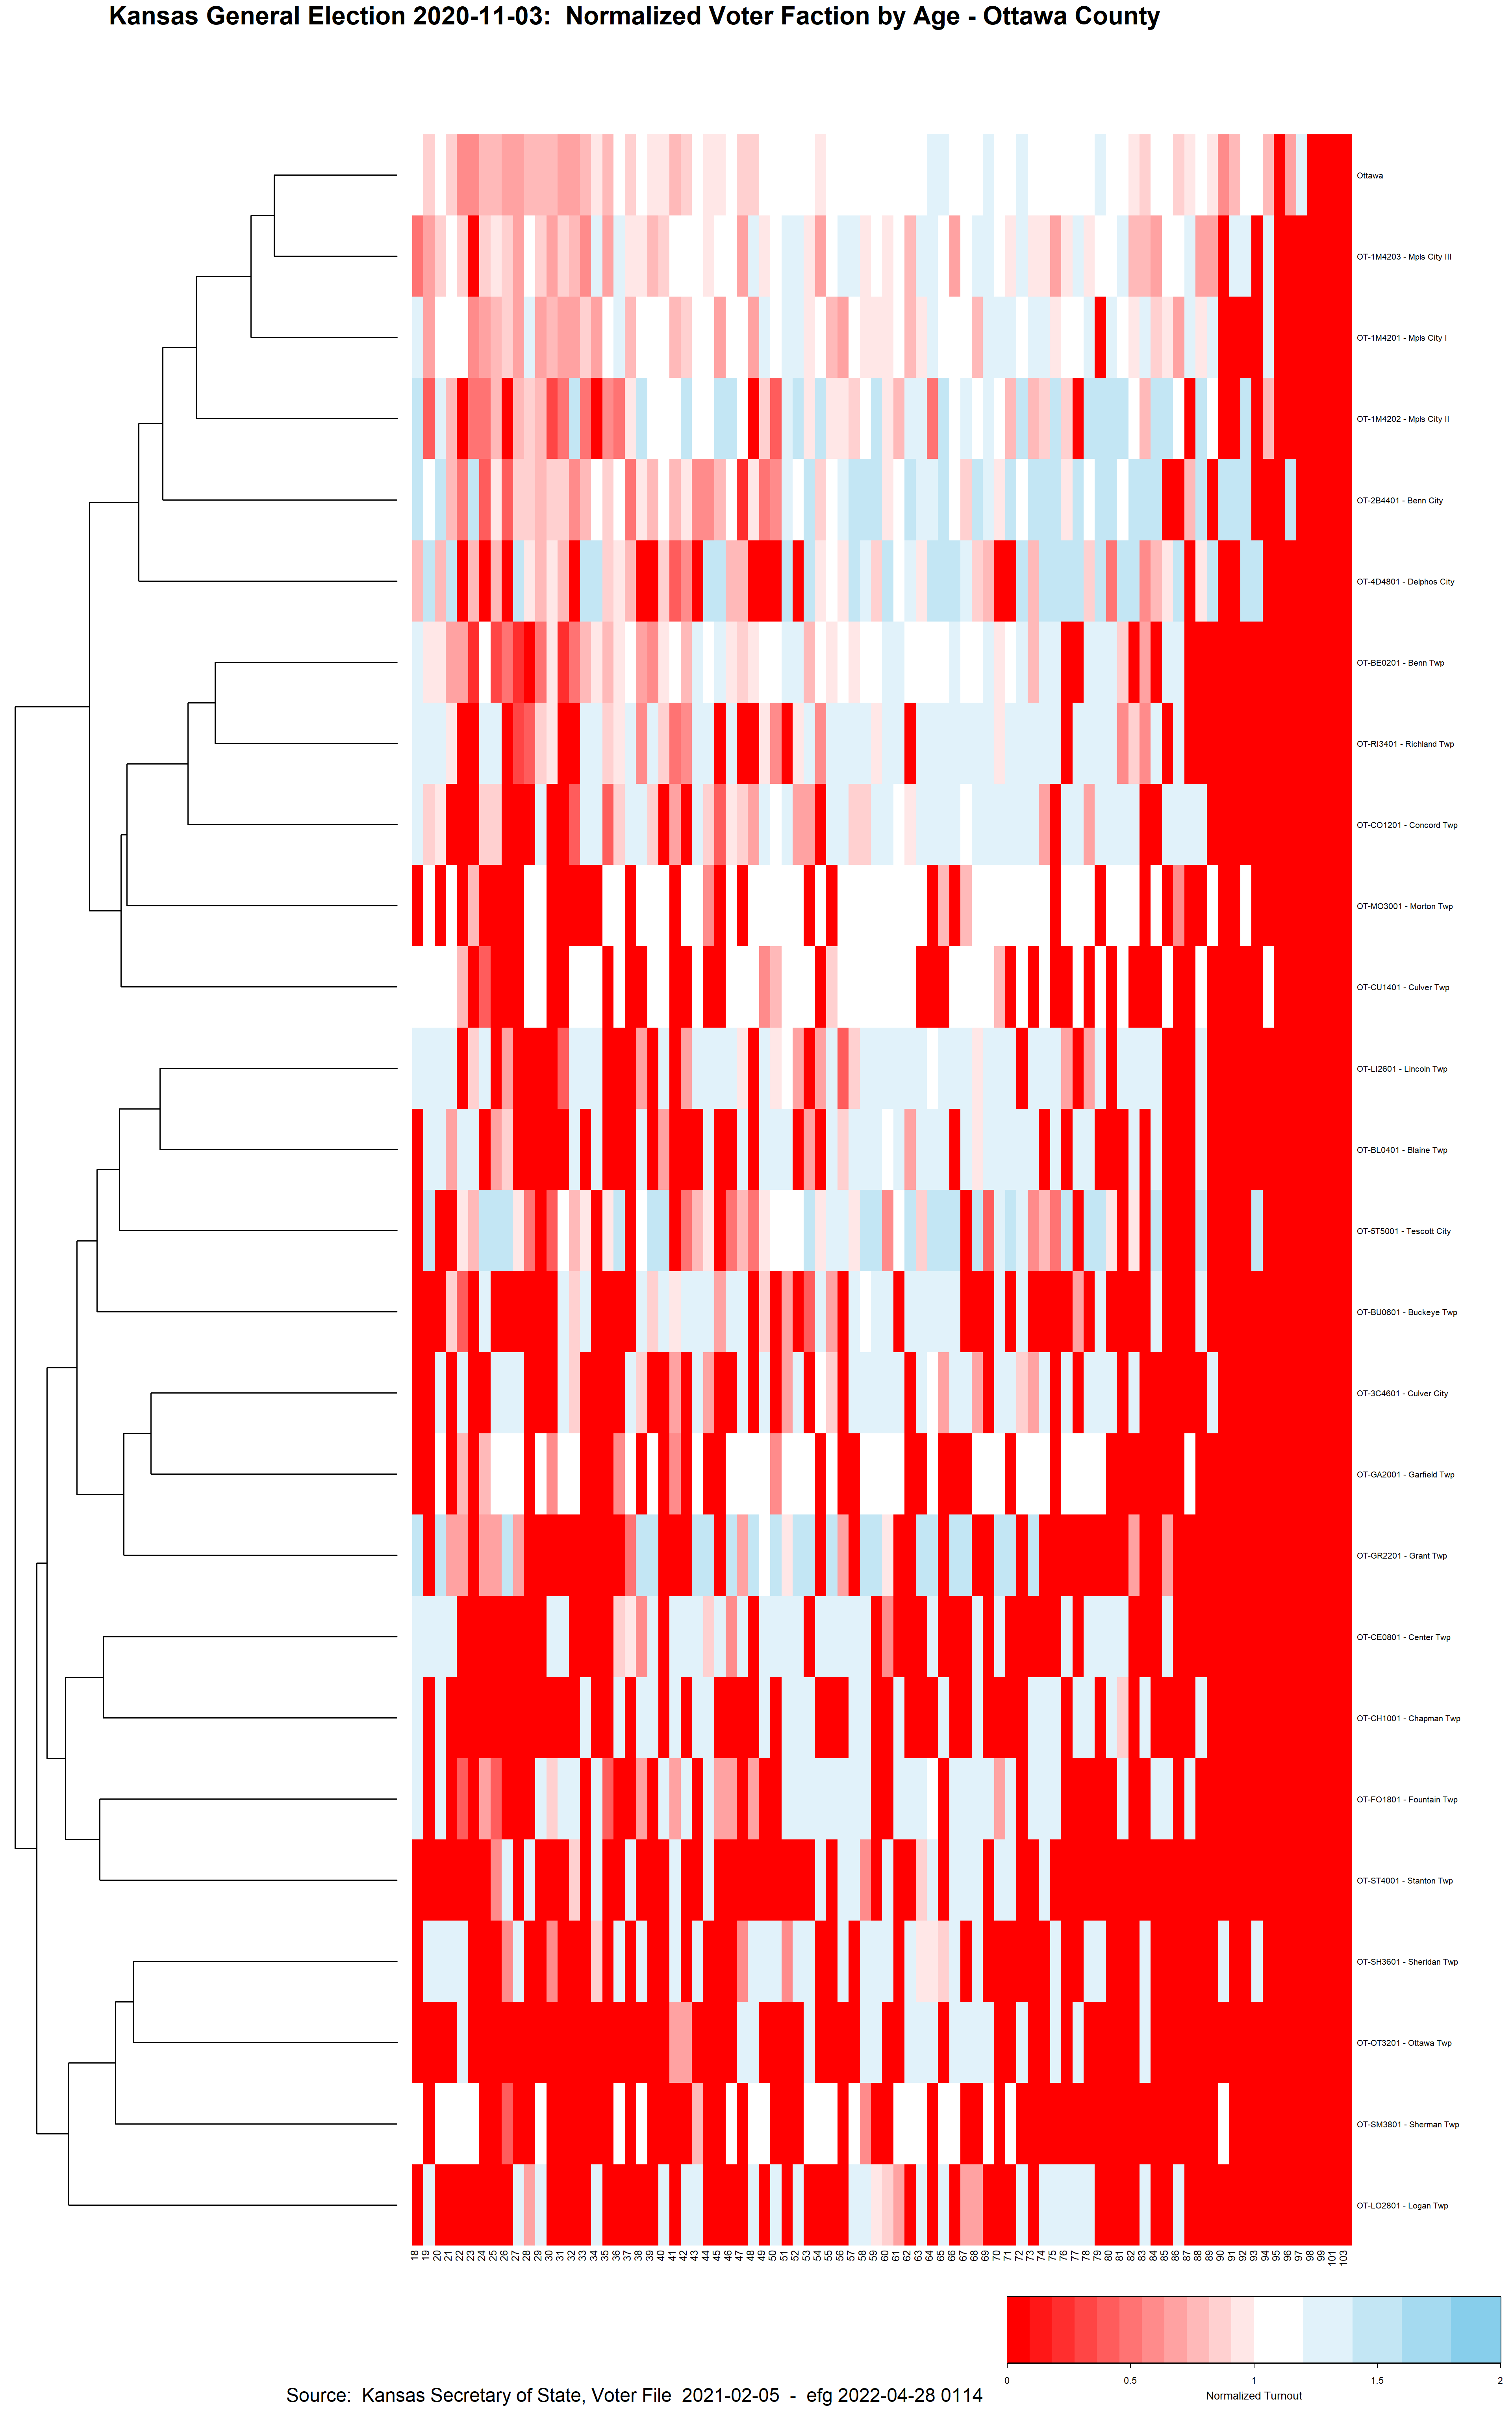 Kansas General Election 2020-11-03:  Normalized Voter Faction by Age - Ottawa County
Ottawa
OT-1M4203 - Mpls City III
OT-1M4201 - Mpls City I
OT-1M4202 - Mpls City II
OT-2B4401 - Benn City
OT-4D4801 - Delphos City
OT-BE0201 - Benn Twp
OT-RI3401 - Richland Twp
OT-CO1201 - Concord Twp
OT-MO3001 - Morton Twp
OT-CU1401 - Culver Twp
OT-LI2601 - Lincoln Twp
OT-BL0401 - Blaine Twp
OT-5T5001 - Tescott City
OT-BU0601 - Buckeye Twp
OT-3C4601 - Culver City
OT-GA2001 - Garfield Twp
OT-GR2201 - Grant Twp
OT-CE0801 - Center Twp
OT-CH1001 - Chapman Twp
OT-FO1801 - Fountain Twp
OT-ST4001 - Stanton Twp
OT-SH3601 - Sheridan Twp
OT-OT3201 - Ottawa Twp
OT-SM3801 - Sherman Twp
OT-LO2801 - Logan Twp
18 19 20 21 22 23 24 25 26 27 28 29 30 31 32 33 34 35 36 37 38 39 40 41 42 43 44 45 46 47 48 49 50 51 52 53 54 55 56 57 58 59 60 61 62 63 64 65 66 67 68 69 70 71 72 73 74 75 76 77 78 79 80 81 82 83 84 85 86 87 88 89 90 91 92 93 94 95 96 97 98 99 101 103
0 0.5 1 1.5 2
Normalized Turnout
Source:  Kansas Secretary of State, Voter File  2021-02-05  -  efg 2022-04-28 0114